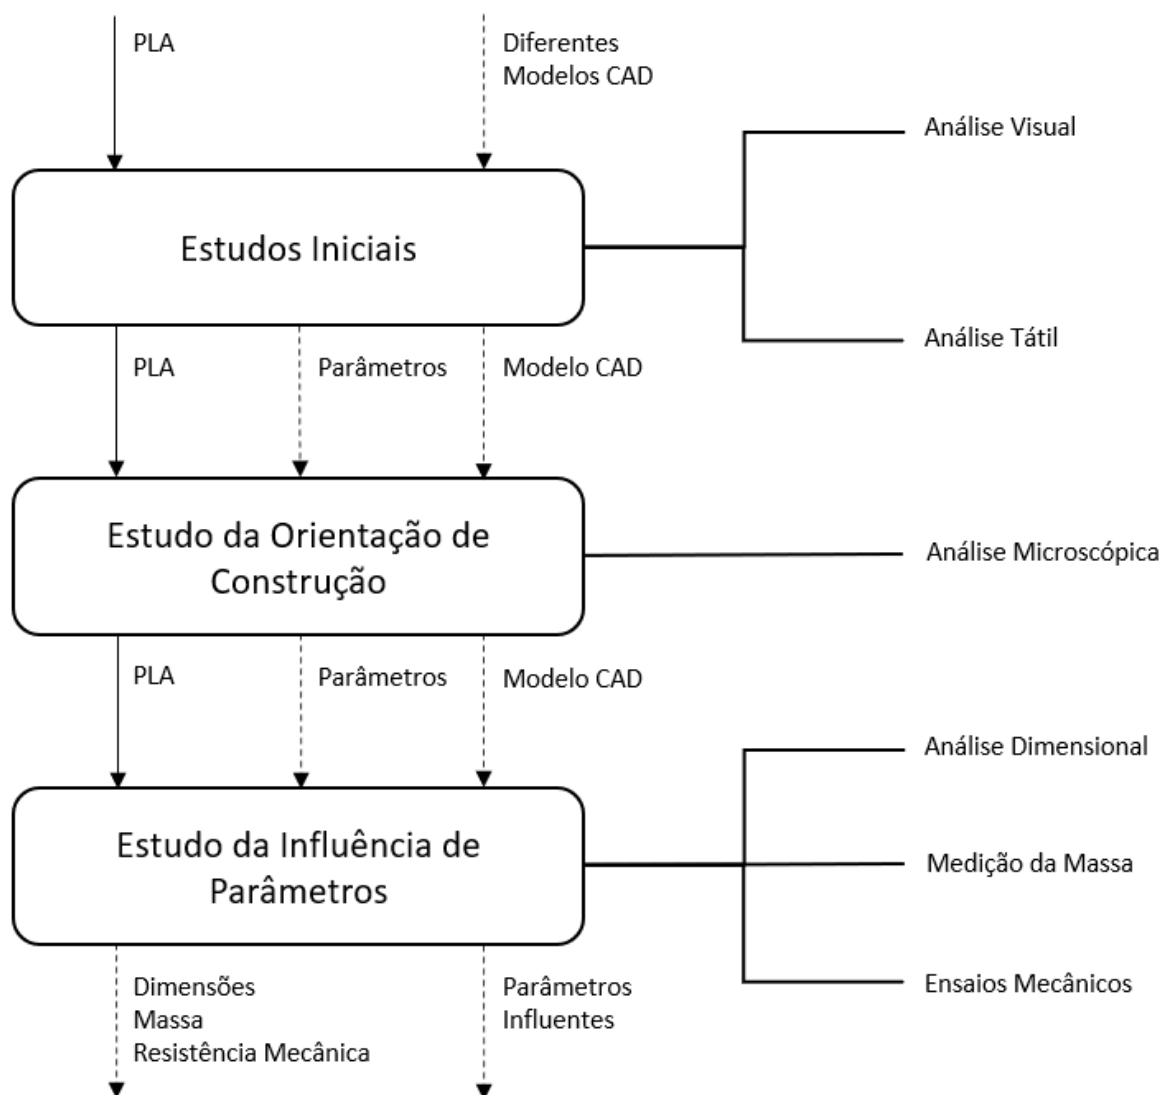 PLA
Diferentes
Modelos CAD
Análise Visual
Estudos Iniciais
Análise Tátil
PLA
Parâmetros
Modelo CAD
Estudo da Orientação de
Construção
Análise Microscópica
PLA
Parâmetros
Modelo CAD
Análise Dimensional
Estudo da Influência de
Parâmetros
Medição da Massa
Ensaios Mecânicos
Dimensões
Massa
Resistência Mecânica
Parâmetros
Influentes